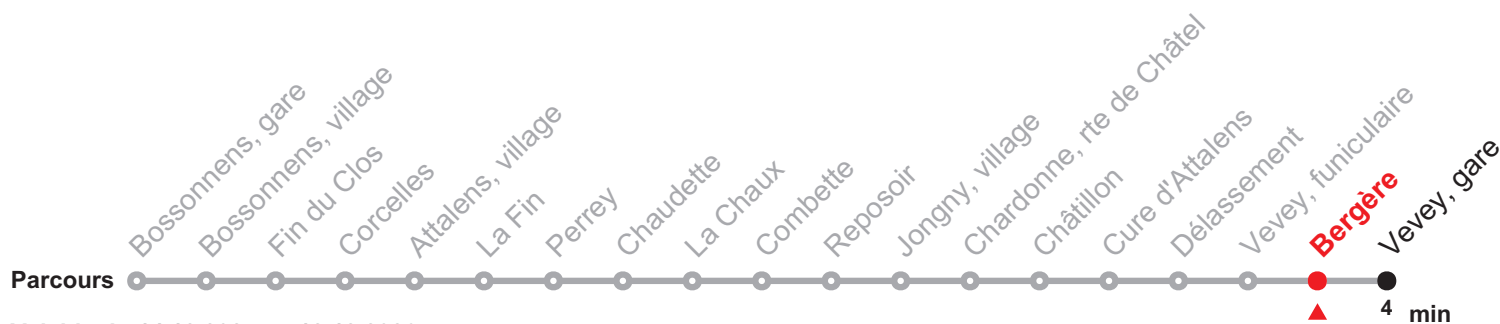 Bossonnens, gare
Bossonnens, village
Fin du Clos
Corcelles
Attalens, village
La Fin
Perrey
Chaudette
La Chaux
Combette
Reposoir
Jongny, village
Chardonne, rte de Châtel
Châtillon
Cure d'Attalens
Délassement
Vevey, funiculaire
Bergère
Vevey, gare
Parcours
4 min